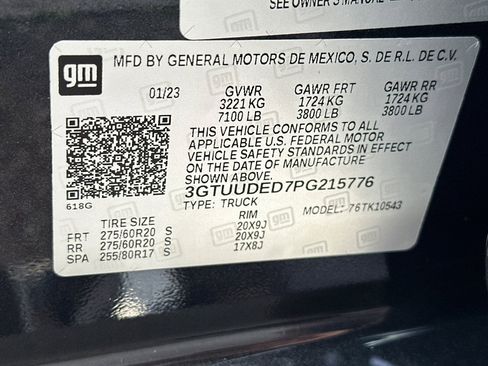 SEE OWNER'S MANUAL
gm
MFD BY GENERAL MOTORS DE MEXICO, S. DE R.L. DE C.V.
01/23 GVWR GAWR FRT GAWR RR
3221 KG 1724 KG 1724 KG
7100 LB 3800 LB 3800 LB
THIS VEHICLE CONFORMS TO ALL
APPLICABLE U.S. FEDERAL MOTOR
VEHICLE SAFETY STANDARDS IN EFFECT
ON THE DATE OF MANUFACTURE
SHOWN ABOVE.
3GTUUDED7PG215776
618G TYPE: TRUCK MODEL: 76TK10543
TIRE SIZE RIM
FRT 275/60R20 S 20X9J
RR 275/60R20 S 20X9J
SPA 255/80R17 S 17X8J